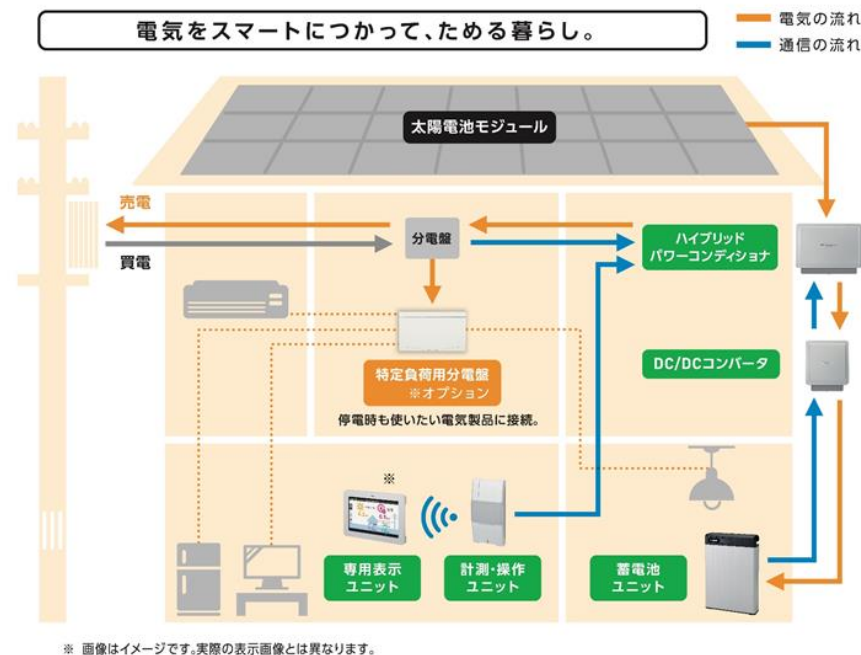 電気をスマートにつかって、ためる暮らし。
電気の流れ
通信の流れ
太陽電池モジュール
売電
買電
分電盤
ハイブリッド
パワーコンディショナ
特定負荷用分電盤
※オプション
停電時も使いたい電気製品に接続。
DC/DCコンバータ
※
専用表示
ユニット
計測・操作
ユニット
蓄電池
ユニット
※ 画像はイメージです。実際の表示画像とは異なります。